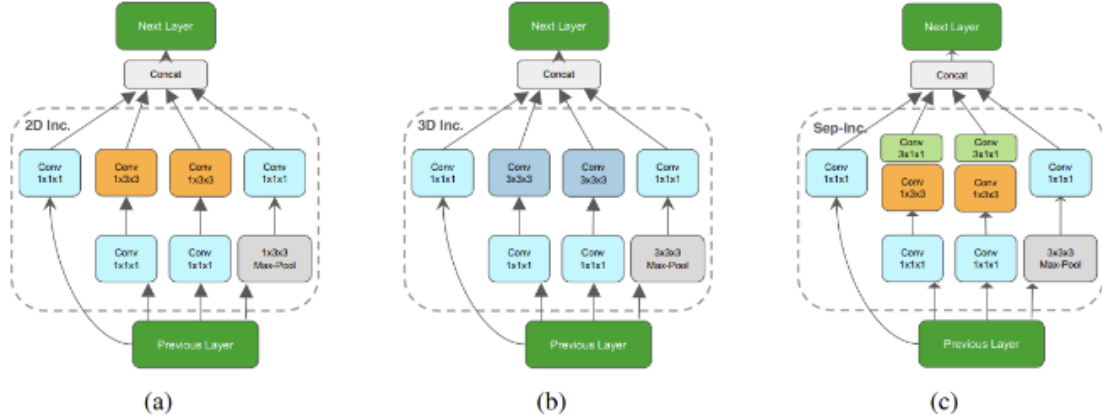 Next Layer
Concat
2D Inc.
Conv
1x1x1
Conv
1x3x3
Conv
1x3x3
Conv
1x1x1
Conv
1x1x1
Conv
1x1x1
1x3x3
Max-Pool
Previous Layer
(a)
Next Layer
Concat
3D Inc.
Conv
1x1x1
Conv
3x3x3
Conv
3x3x3
Conv
1x1x1
Conv
1x1x1
Conv
1x1x1
3x3x3
Max-Pool
Previous Layer
(b)
Next Layer
Concat
Sep-Inc.
Conv
1x1x1
Conv
3x1x1
Conv
1x3x3
Conv
3x1x1
Conv
1x3x3
Conv
1x1x1
Conv
1x1x1
Conv
1x1x1
3x3x3
Max-Pool
Previous Layer
(c)